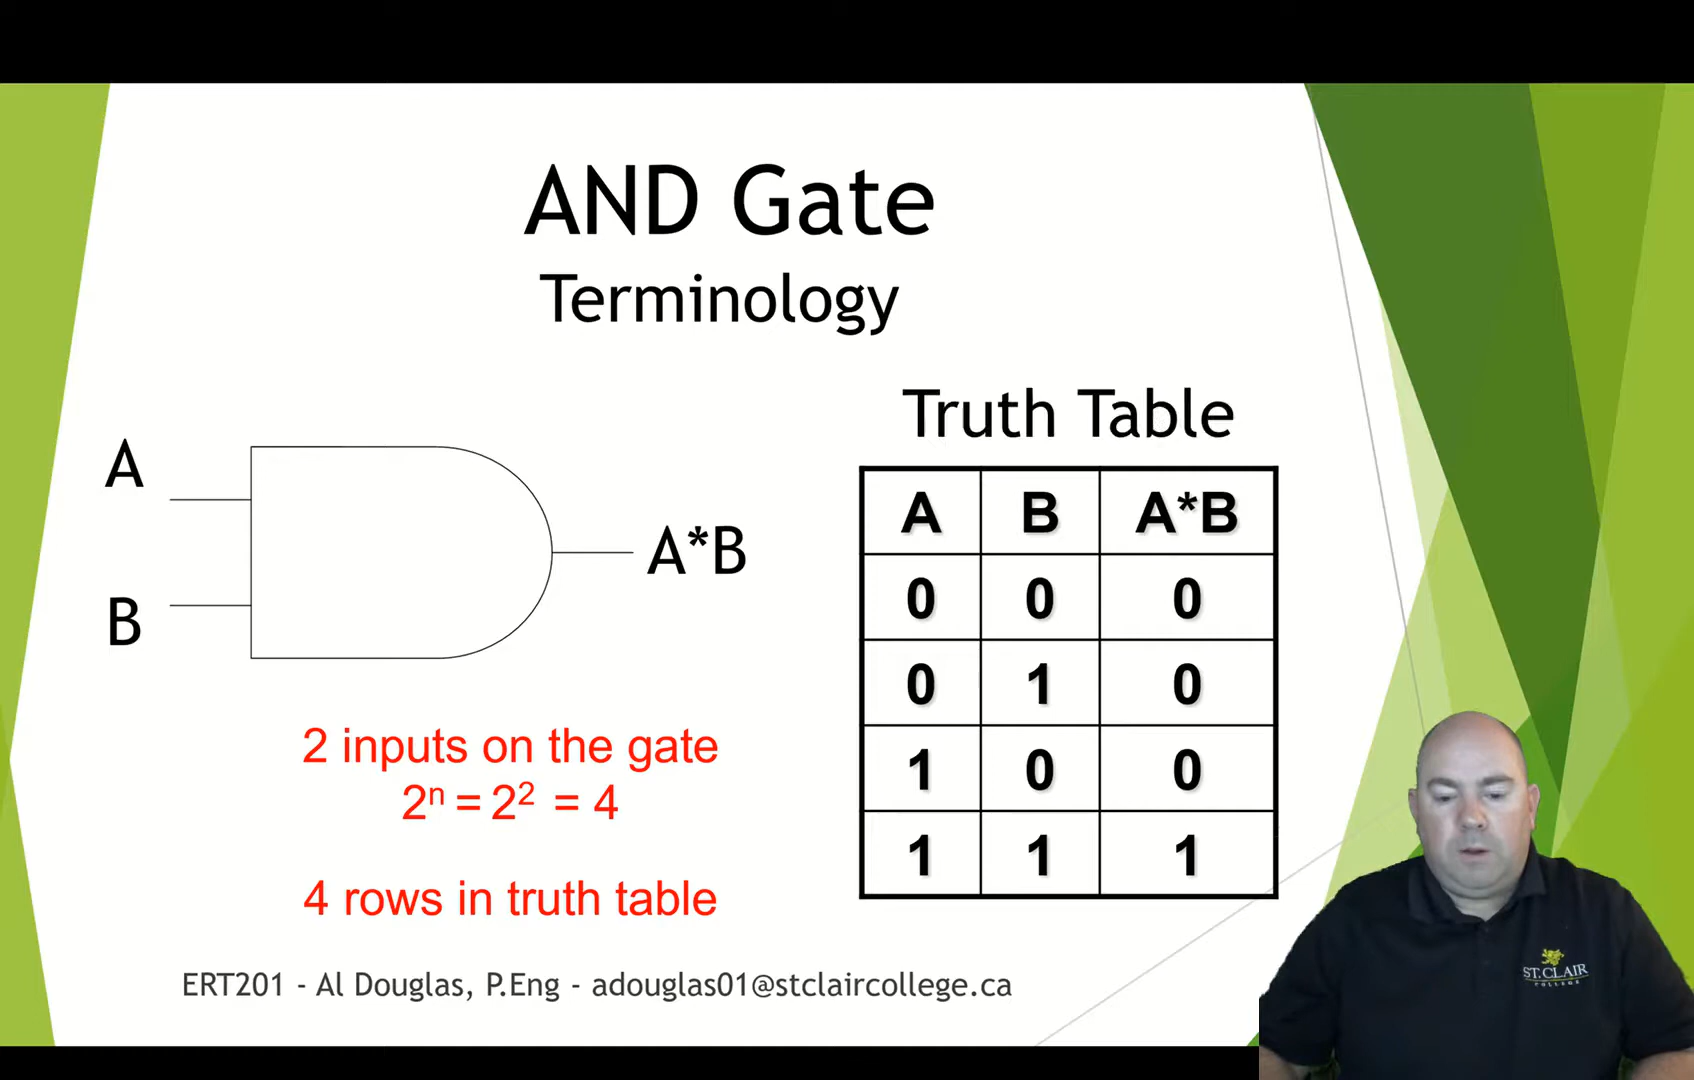 AND Gate
Terminology
A
B
A*B
2 inputs on the gate
2ⁿ = 2² = 4
4 rows in truth table
Truth Table
A B A*B
0 0 0
0 1 0
1 0 0
1 1 1
ERT201 - Al Douglas, P.Eng - adouglas01@stclaircollege.ca
ST. CLAIR
COLLEGE